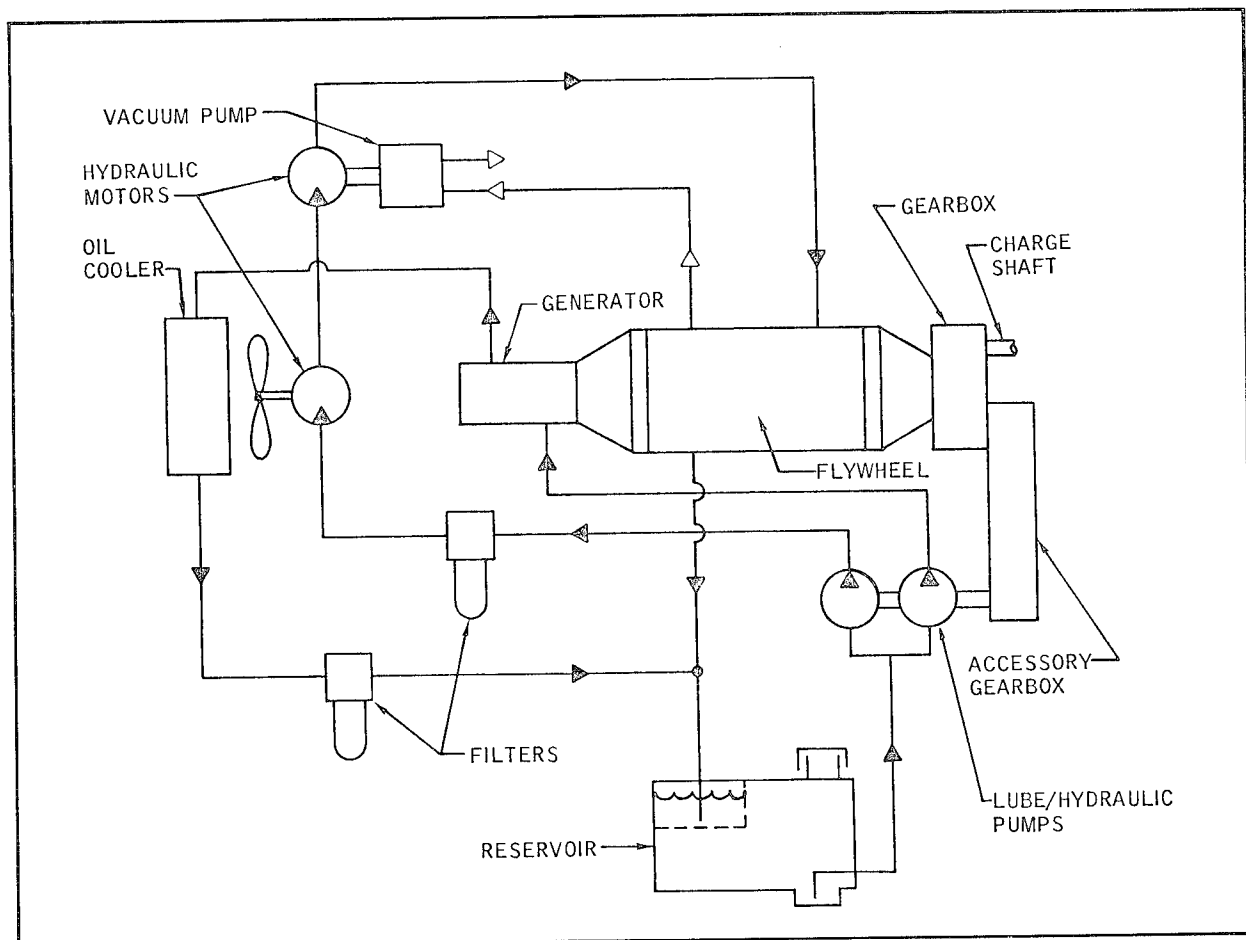 VACUUM PUMP
HYDRAULIC
MOTORS
OIL
COOLER
GENERATOR
GEARBOX
CHARGE
SHAFT
FLYWHEEL
ACCESSORY
GEARBOX
FILTERS
LUBE/HYDRAULIC
PUMPS
RESERVOIR